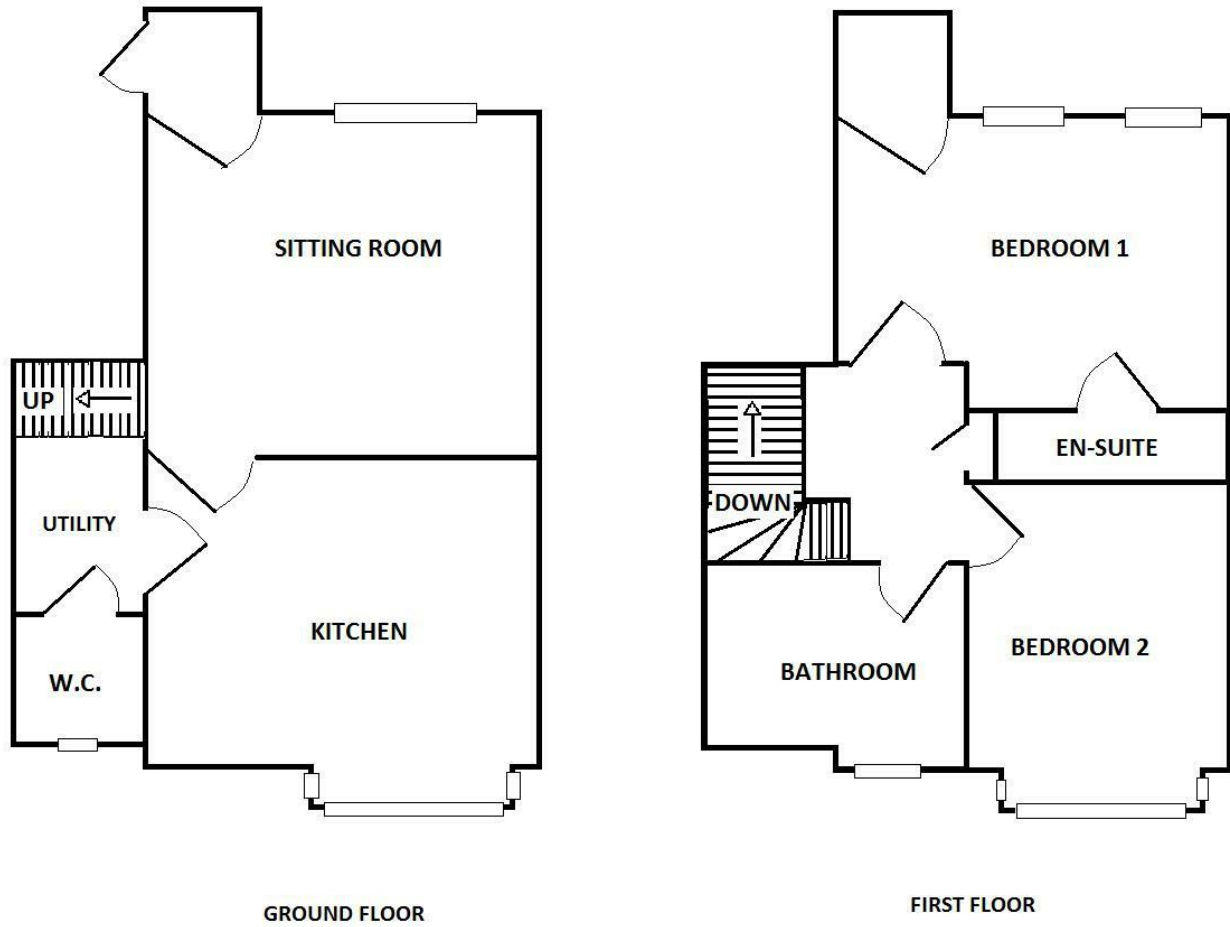 SITTING ROOM
UP
UTILITY
KITCHEN
W.C.
GROUND FLOOR
BEDROOM 1
EN-SUITE
DOWN
BEDROOM 2
BATHROOM
FIRST FLOOR